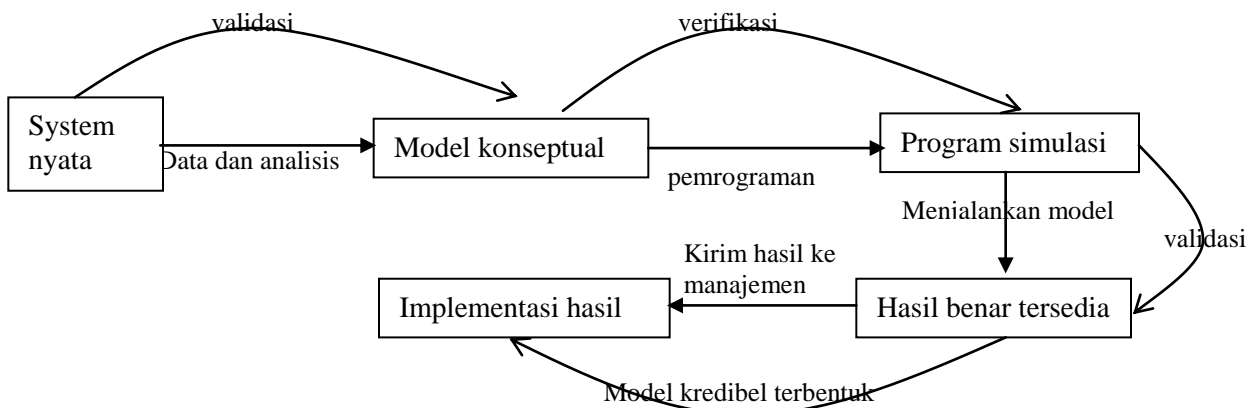 validasi
verifikasi
System
nyata
Data dan analisis
Model konseptual
pemrograman
Program simulasi
Menjalankan model
validasi
Kirim hasil ke
manajemen
Implementasi hasil
Hasil benar tersedia
Model kredibel terbentuk